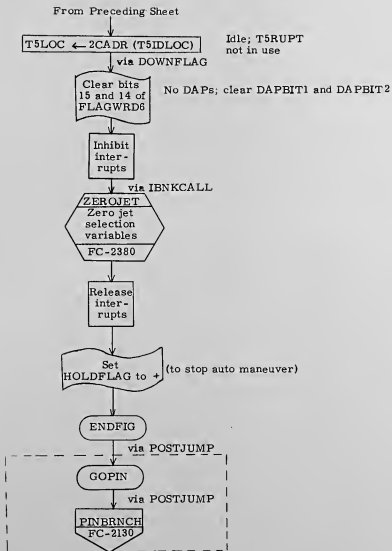 From Preceding Sheet
T5LOC ← 2CADR (T5IDLOC)
Idle; T5RUPT
not in use
via DOWNFLAG
Clear bits
15 and 14 of
FLAGWRD6
No DAPs; clear DAPBIT1 and DAPBIT2
Inhibit
inter-
rupts
via IBNKCALL
ZEROJET
Zero jet
selection
variables
FC-2380
Release
inter-
rupts
Set
HOLDFLAG to +
(to stop auto maneuver)
ENDFIG
via POSTJUMP
GOPIN
via POSTJUMP
PINBRNCH
FC-2130